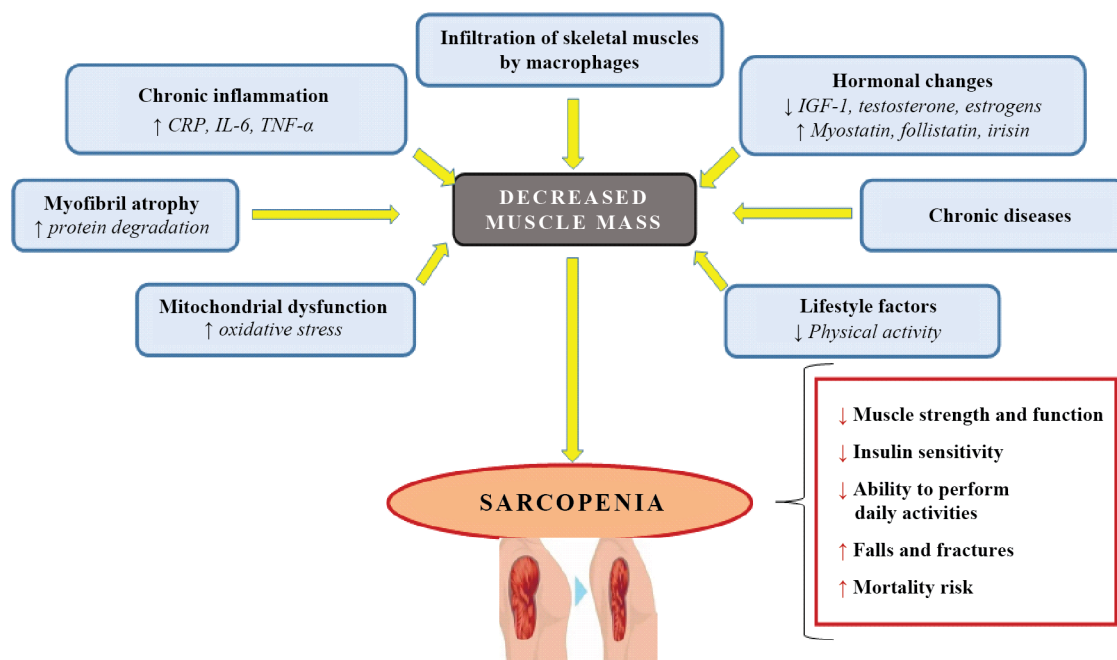 Infiltration of skeletal muscles
by macrophages
Chronic inflammation
↑ CRP, IL-6, TNF-α
Hormonal changes
↓ IGF-1, testosterone, estrogens
↑ Myostatin, follistatin, irisin
Myofibril atrophy
↑ protein degradation
DECREASED
MUSCLE MASS
Chronic diseases
Mitochondrial dysfunction
↑ oxidative stress
Lifestyle factors
↓ Physical activity
SARCOPENIA
↓ Muscle strength and function
↓ Insulin sensitivity
↓ Ability to perform
daily activities
↑ Falls and fractures
↑ Mortality risk